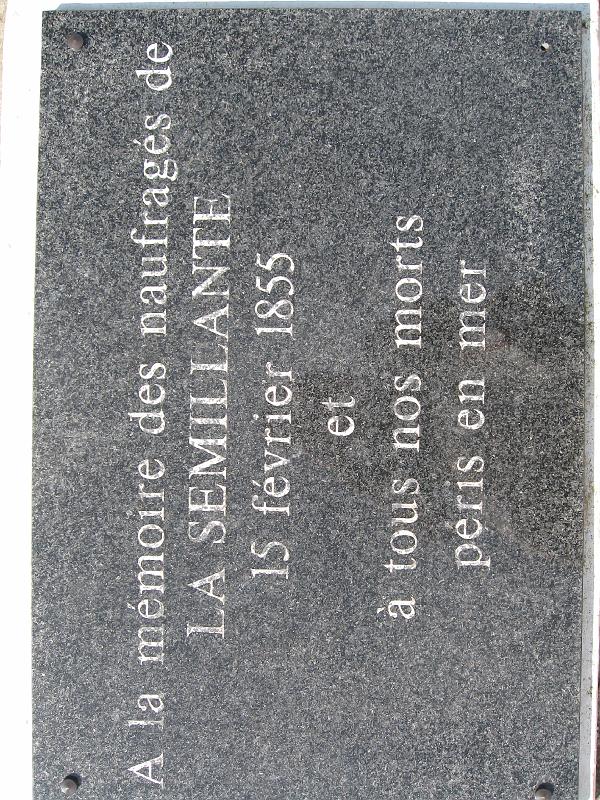 A la mémoire des naufragés de
LA SEMILLANTE
15 février 1855
et
à tous nos morts
péris en mer